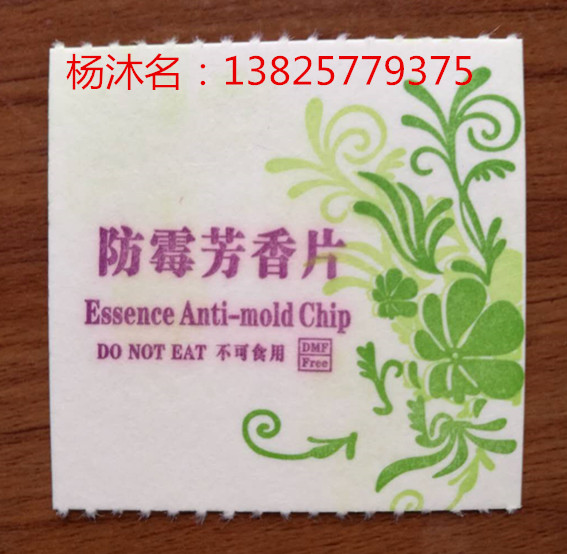 杨沐名：13825779375
防霉芳香片
Essence Anti-mold Chip
DO NOT EAT 不可食用
DMF
Free